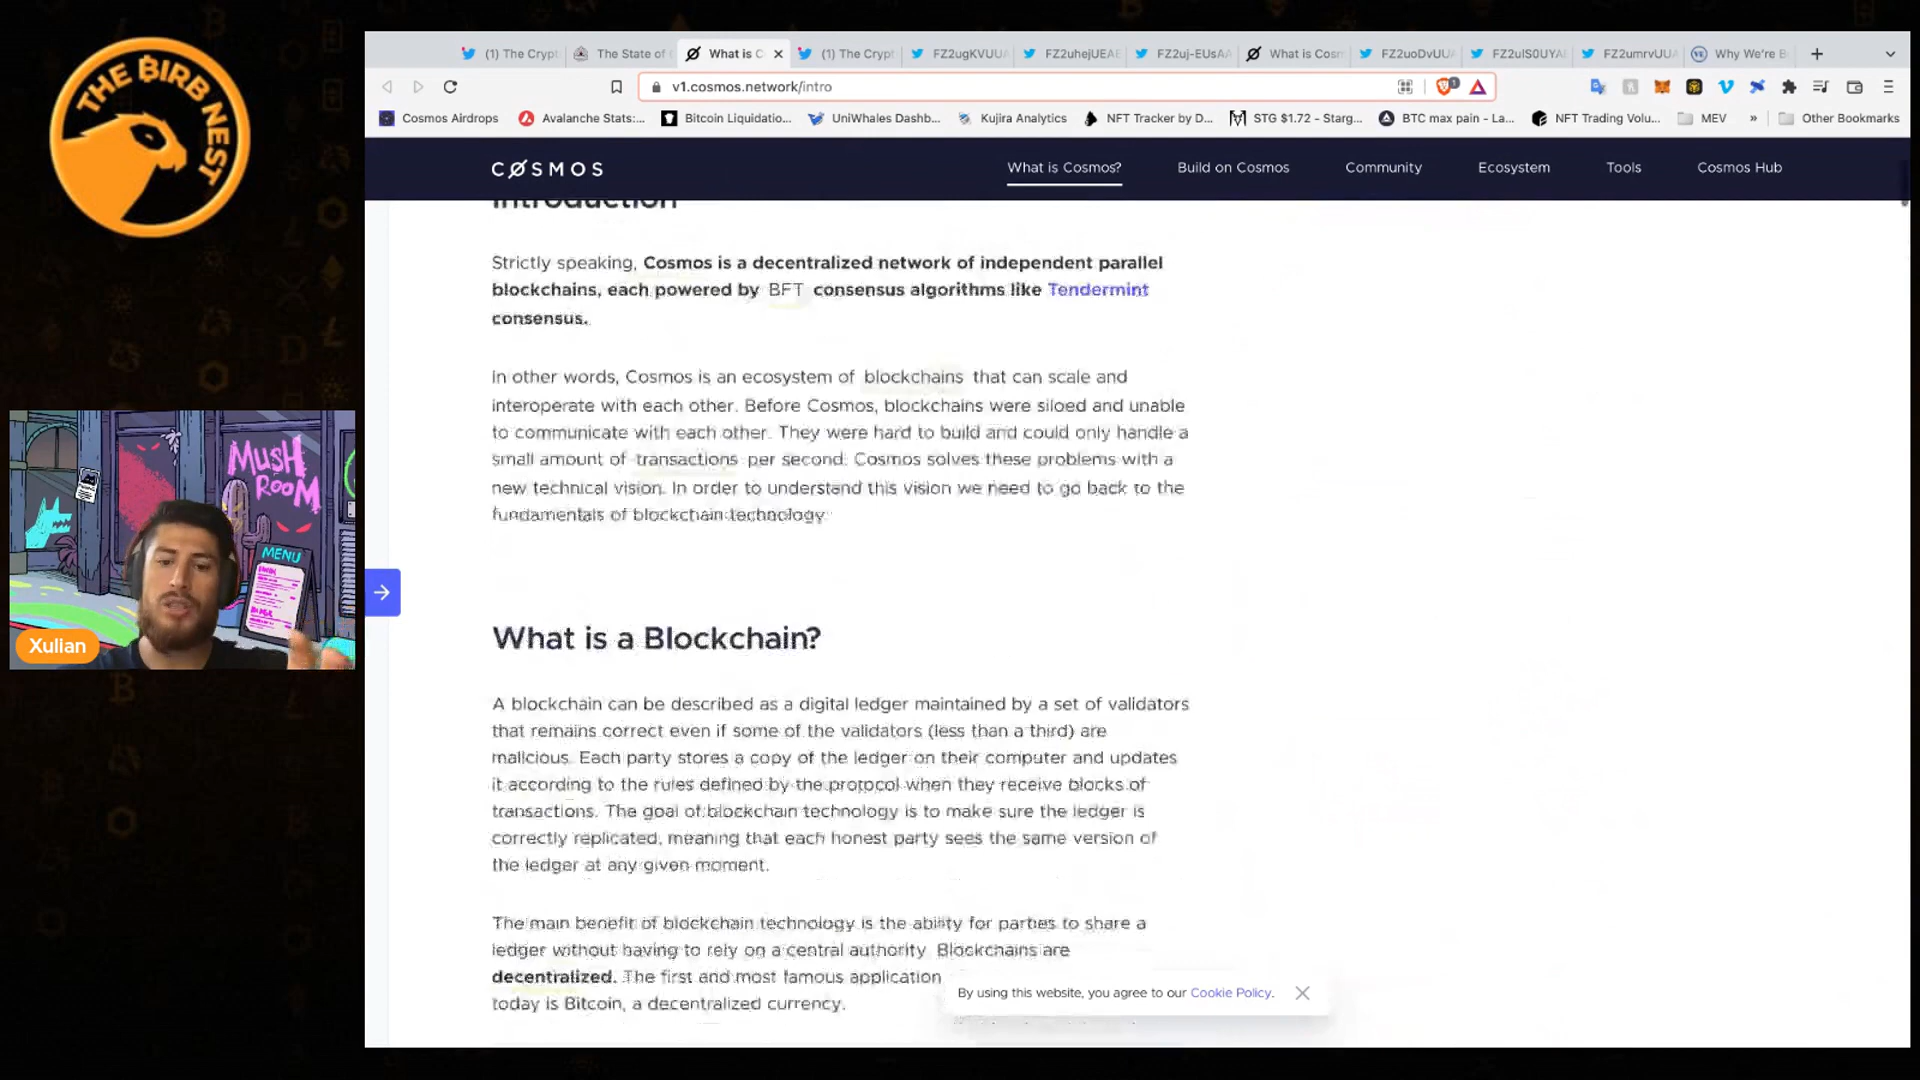 THE BIRB NEST
(1) The Crypt
The State of
What is C
(1) The Crypt
FZ2ugKVUU
FZ2uhejUEAE
FZ2uj-EUsA
What is Cosm
FZ2uoDvUU
FZ2ulS0UYA
FZ2umrvUU
Why We're B
v1.cosmos.network/intro
Cosmos Airdrops
Avalanche Stats:...
Bitcoin Liquidatio...
UniWhales Dashb...
Kujira Analytics
NFT Tracker by D...
STG $1.72 - Starg...
BTC max pain - La...
NFT Trading Volu...
MEV
»
Other Bookmarks
COSMOS
What is Cosmos?
Build on Cosmos
Community
Ecosystem
Tools
Cosmos Hub
Introduction
Strictly speaking, Cosmos is a decentralized network of independent parallel
blockchains, each powered by BFT consensus algorithms like Tendermint
consensus.
In other words, Cosmos is an ecosystem of blockchains that can scale and
interoperate with each other. Before Cosmos, blockchains were siloed and unable
to communicate with each other. They were hard to build and could only handle a
small amount of transactions per second. Cosmos solves these problems with a
new technical vision. In order to understand this vision we need to go back to the
fundamentals of blockchain technology.
What is a Blockchain?
A blockchain can be described as a digital ledger maintained by a set of validators
that remains correct even if some of the validators (less than a third) are
malicious. Each party stores a copy of the ledger on their computer and updates
it according to the rules defined by the protocol when they receive blocks of
transactions. The goal of blockchain technology is to make sure the ledger is
correctly replicated, meaning that each honest party sees the same version of
the ledger at any given moment.
The main benefit of blockchain technology is the ability for parties to share a
ledger without having to rely on a central authority. Blockchains are
decentralized. The first and most famous application
today is Bitcoin, a decentralized currency.
By using this website, you agree to our Cookie Policy.
MUSH
ROOM
MENU
Xulian